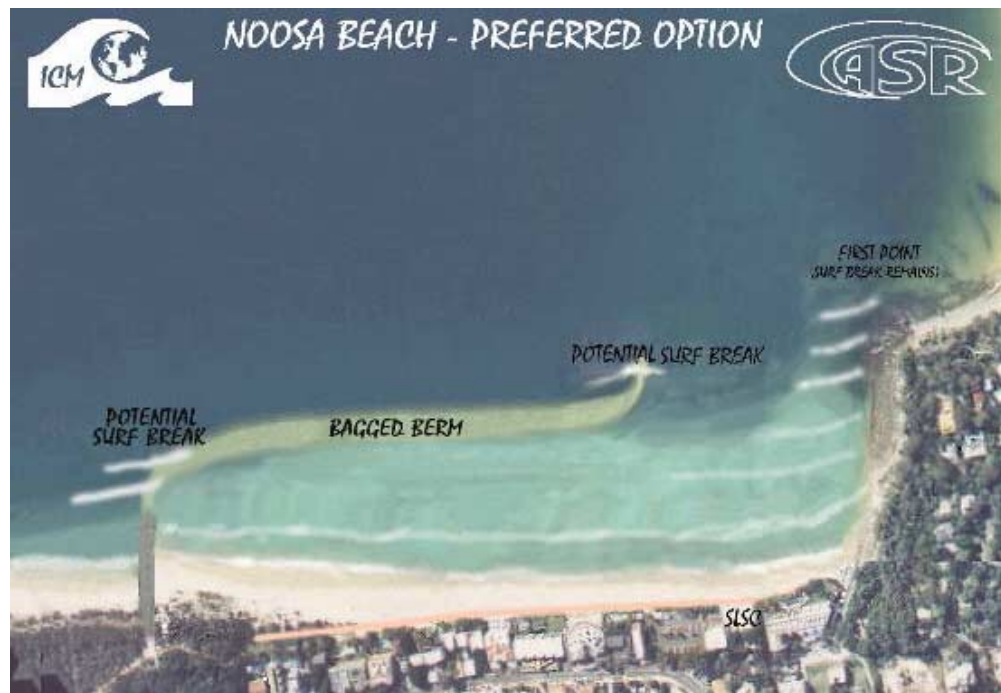 NOOSA BEACH - PREFERRED OPTION
ICM
ASR
FIRST POINT
(SURF BREAK REMAINS)
POTENTIAL SURF BREAK
POTENTIAL
SURF BREAK
BAGGED BERM
SLSC